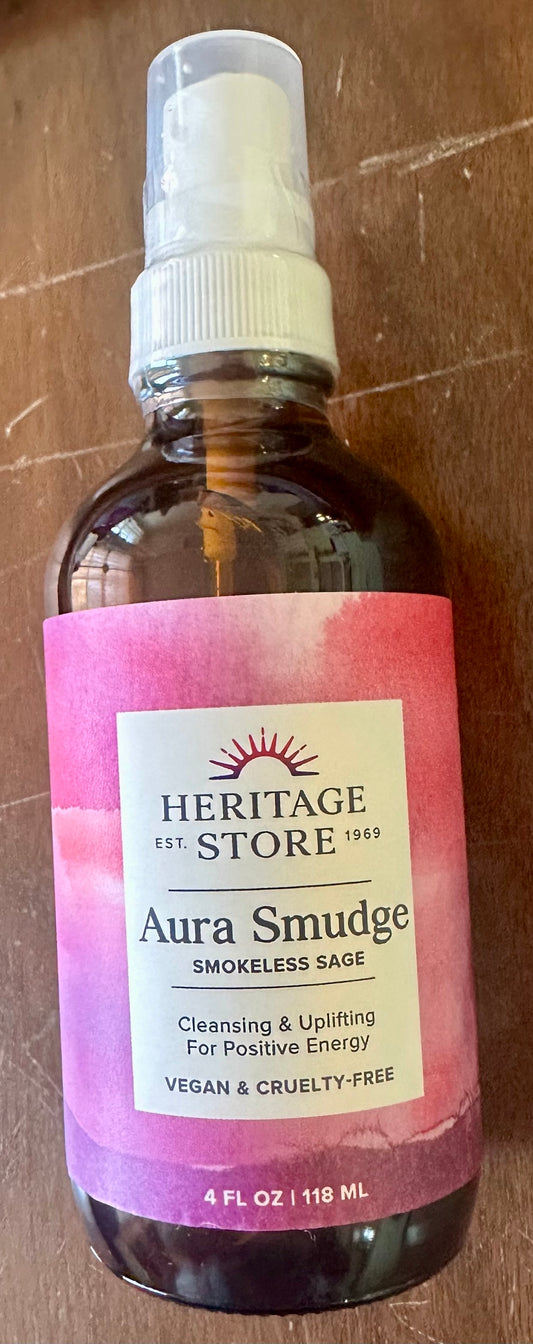 HERITAGE
EST. STORE 1969
Aura Smudge
SMOKELESS SAGE
Cleansing & Uplifting
For Positive Energy
VEGAN & CRUELTY-FREE
4 FL OZ | 118 ML